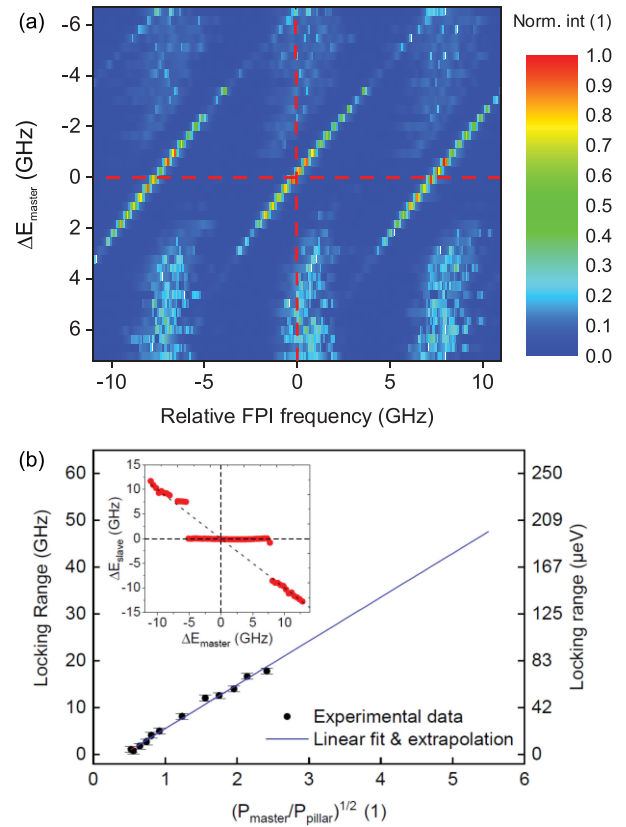 (a)
Norm. int (1)
-6
-4
-2
0
2
4
6
ΔE_master (GHz)
-10 -5 0 5 10
Relative FPI frequency (GHz)
1.0
0.9
0.8
0.7
0.6
0.5
0.4
0.3
0.2
0.1
0.0
(b)
60
50
40
30
20
10
0
Locking Range (GHz)
250
209
167
125
83
42
0
Locking range (µeV)
15
10
5
0
-5
-10
-15
ΔE_slave (GHz)
-10 -5 0 5 10
ΔE_master (GHz)
Experimental data
Linear fit & extrapolation
0 1 2 3 4 5 6
(P_master/P_pillar)^1/2 (1)